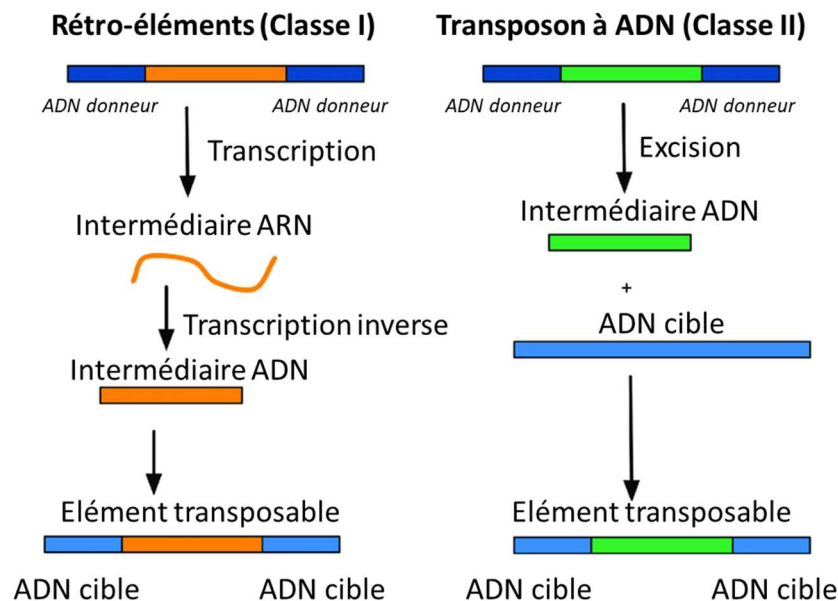 Rétro-éléments (Classe I)
ADN donneur
ADN donneur
Transcription
Intermédiaire ARN
Transcription inverse
Intermédiaire ADN
Elément transposable
ADN cible
ADN cible
Transposon à ADN (Classe II)
ADN donneur
ADN donneur
Excision
Intermédiaire ADN
+
ADN cible
Elément transposable
ADN cible
ADN cible